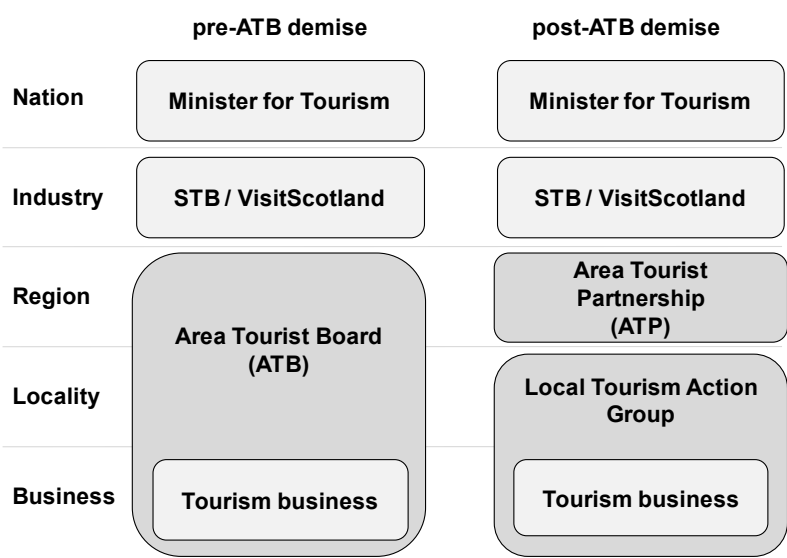 pre-ATB demise
post-ATB demise
Nation
Minister for Tourism
Minister for Tourism
Industry
STB / VisitScotland
STB / VisitScotland
Region
Area Tourist Board
(ATB)
Area Tourist
Partnership
(ATP)
Locality
Local Tourism Action
Group
Business
Tourism business
Tourism business